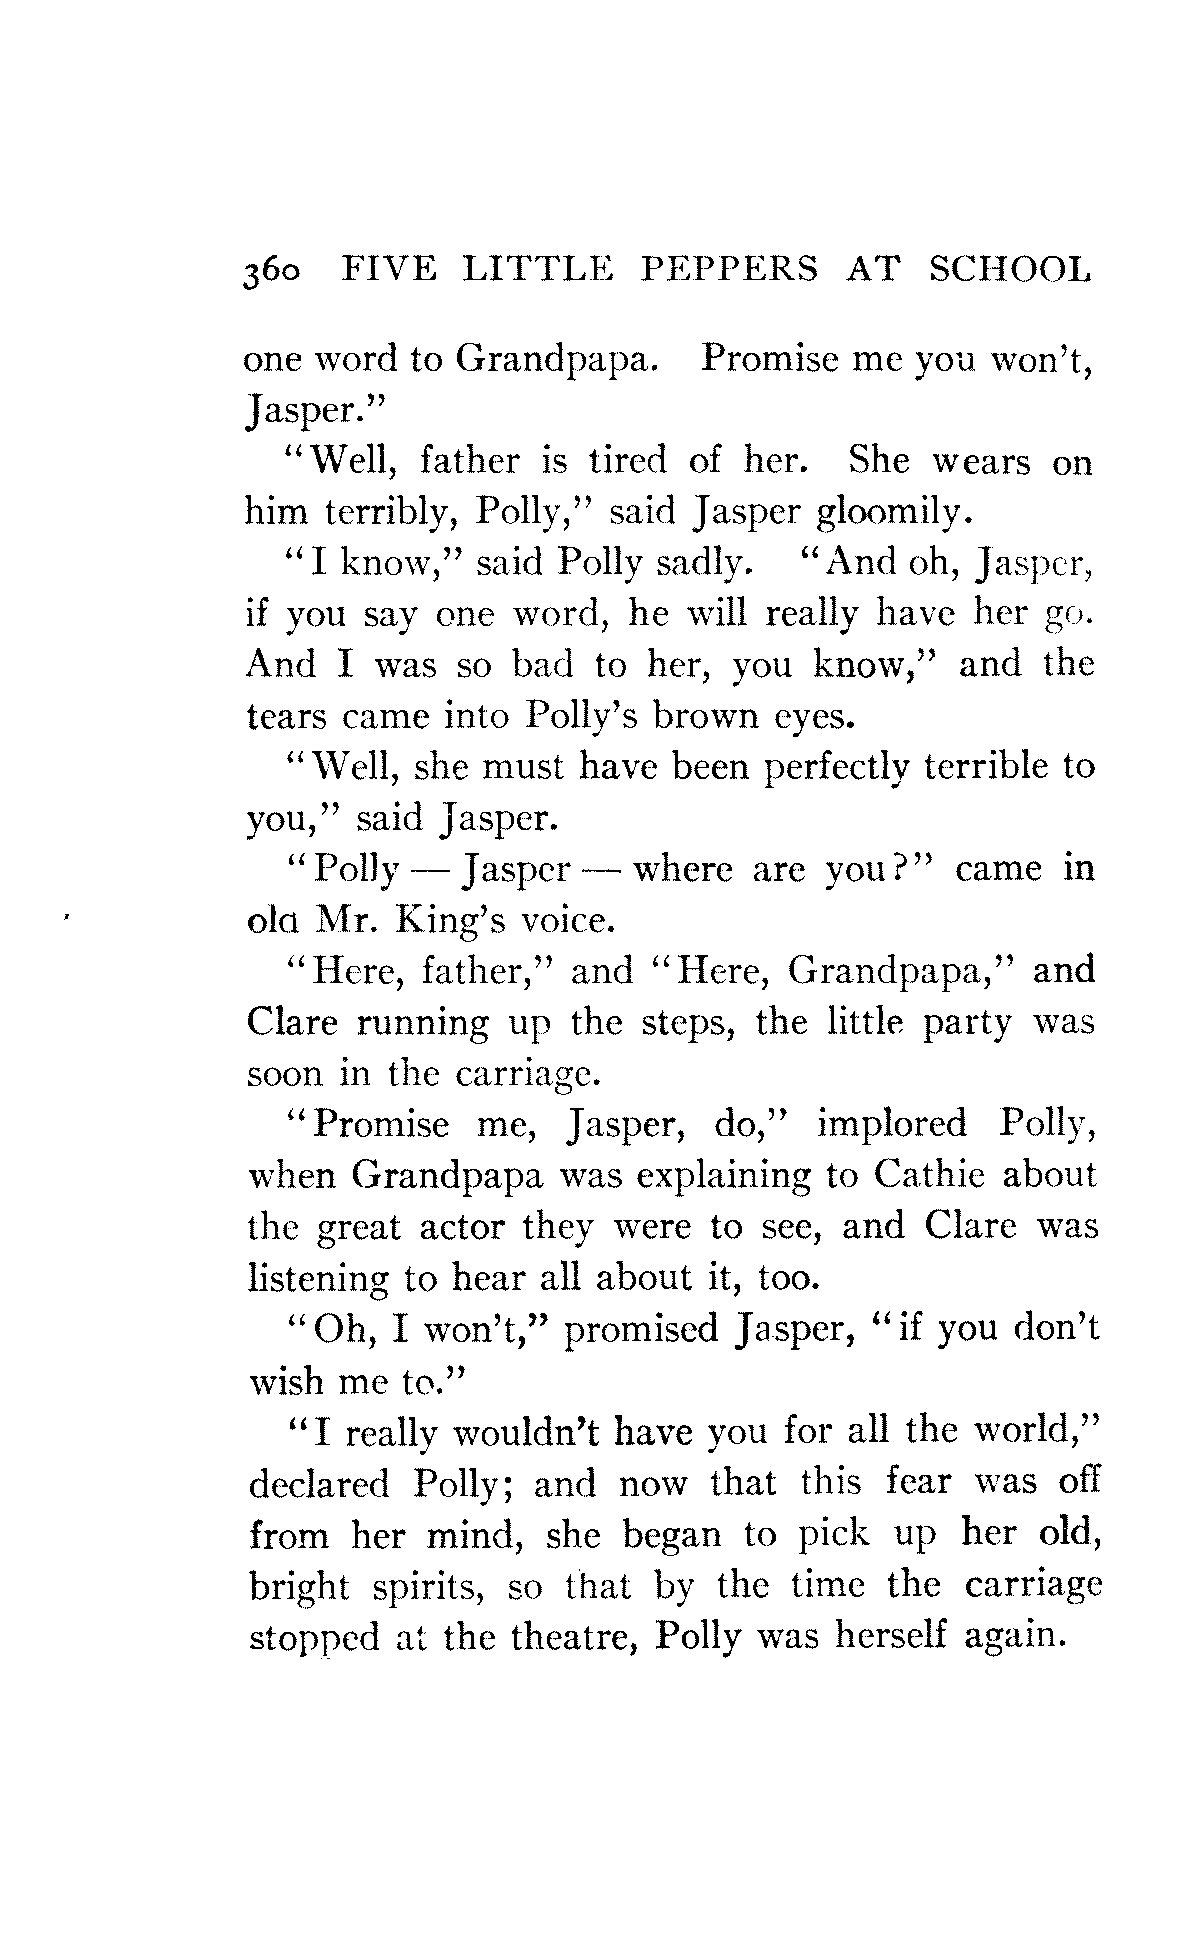 360 FIVE LITTLE PEPPERS AT SCHOOL
one word to Grandpapa. Promise me you won't,
Jasper."
"Well, father is tired of her. She wears on
him terribly, Polly," said Jasper gloomily.
"I know," said Polly sadly. "And oh, Jasper,
if you say one word, he will really have her go.
And I was so bad to her, you know," and the
tears came into Polly's brown eyes.
"Well, she must have been perfectly terrible to
you," said Jasper.
"Polly — Jasper — where are you?" came in
old Mr. King's voice.
"Here, father," and "Here, Grandpapa," and
Clare running up the steps, the little party was
soon in the carriage.
"Promise me, Jasper, do," implored Polly,
when Grandpapa was explaining to Cathie about
the great actor they were to see, and Clare was
listening to hear all about it, too.
"Oh, I won't," promised Jasper, "if you don't
wish me to."
"I really wouldn't have you for all the world,"
declared Polly; and now that this fear was off
from her mind, she began to pick up her old,
bright spirits, so that by the time the carriage
stopped at the theatre, Polly was herself again.